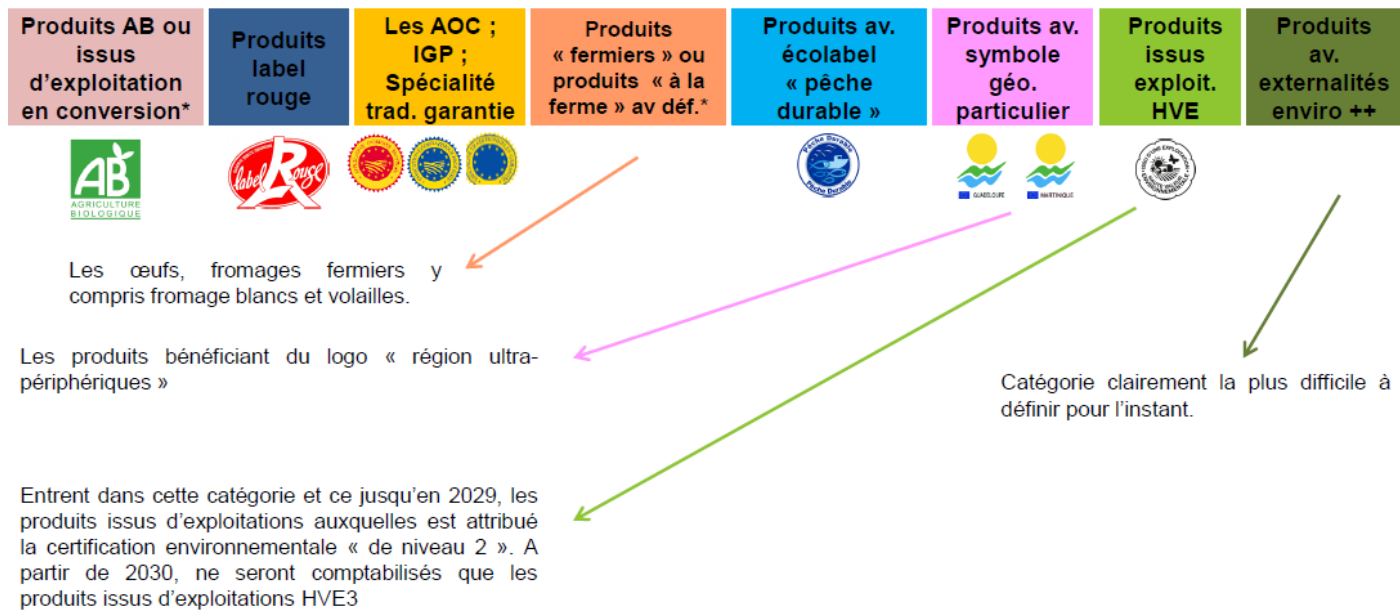 Produits AB ou
issus
d'exploitation
en conversion*
Produits
label
rouge
Les AOC ;
IGP ;
Spécialité
trad. garantie
Produits
« fermiers » ou
produits « à la
ferme » av déf.*
Produits av.
écolabel
« pêche
durable »
Produits av.
symbole
géo.
particulier
Produits
issus
exploit.
HVE
Produits
av.
externalités
enviro ++
AB
AGRICULTURE
BIOLOGIQUE
label Rouge
Pêche Durable
Pêche Durable
GUADELOUPE
MARTINIQUE
Les œufs, fromages fermiers y
compris fromage blancs et volailles.
Les produits bénéficiant du logo « région ultra-
périphériques »
Catégorie clairement la plus difficile à
définir pour l'instant.
Entrent dans cette catégorie et ce jusqu'en 2029, les
produits issus d'exploitations auxquelles est attribué
la certification environnementale « de niveau 2 ». A
partir de 2030, ne seront comptabilisés que les
produits issus d'exploitations HVE3